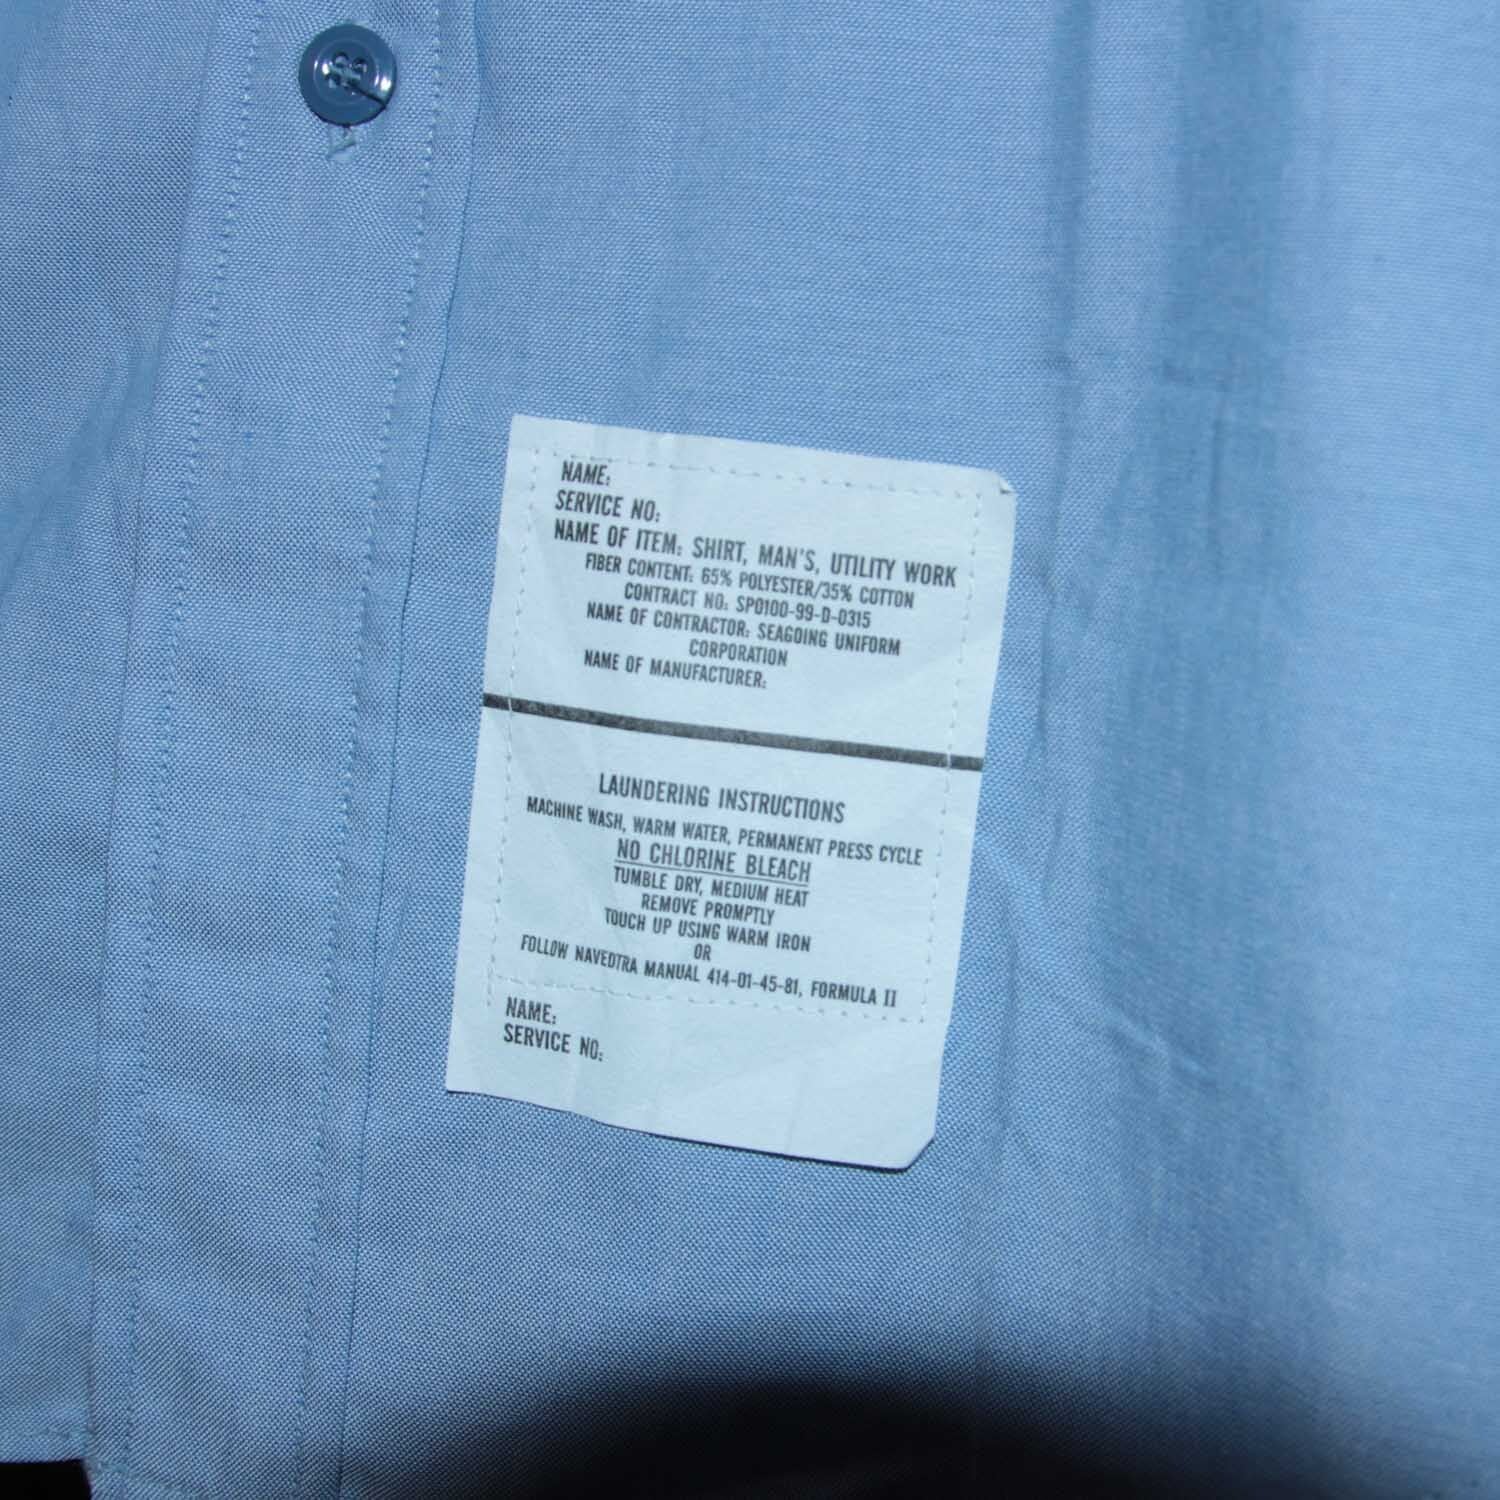 NAME:
SERVICE NO:
NAME OF ITEM: SHIRT, MAN'S, UTILITY WORK
FIBER CONTENT: 65% POLYESTER/35% COTTON
CONTRACT NO: SP0100-99-D-0315
NAME OF CONTRACTOR: SEAGOING UNIFORM
CORPORATION
NAME OF MANUFACTURER:
LAUNDERING INSTRUCTIONS
MACHINE WASH, WARM WATER, PERMANENT PRESS CYCLE
NO CHLORINE BLEACH
TUMBLE DRY, MEDIUM HEAT
REMOVE PROMPTLY
TOUCH UP USING WARM IRON
OR
FOLLOW NAVEDTRA MANUAL 414-01-45-81, FORMULA II
NAME:
SERVICE NO: